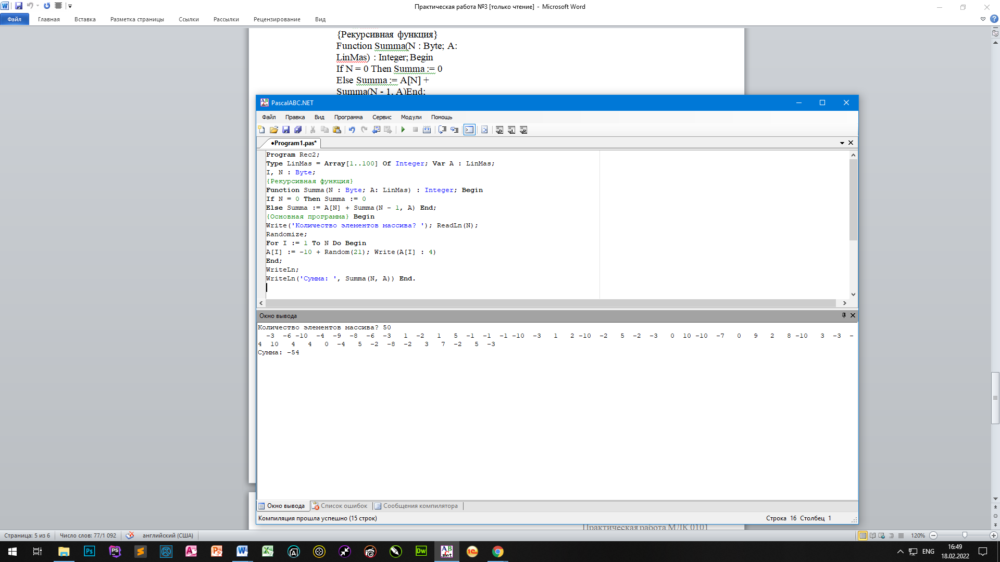 Практическая работа №3 [только чтение] - Microsoft Word
Файл Главная Вставка Разметка страницы Ссылки Рассылки Рецензирование Вид
{Рекурсивная функция}
Function Summa(N : Byte; A:
LinMas) : Integer; Begin
If N = 0 Then Summa := 0
Else Summa := A[N] +
Summa(N - 1, A)End;
PascalABC.NET
Файл Правка Вид Программа Сервис Модули Помощь
•Program1.pas*
Program Rec2;
Type LinMas = Array[1..100] Of Integer; Var A : LinMas;
I, N : Byte;
{Рекурсивная функция}
Function Summa(N : Byte; A: LinMas) : Integer; Begin
If N = 0 Then Summa := 0
Else Summa := A[N] + Summa(N - 1, A) End;
{Основная программа} Begin
Write('Количество элементов массива? '); ReadLn(N);
Randomize;
For I := 1 To N Do Begin
A[I] := -10 + Random(21); Write(A[I] : 4)
End;
WriteLn;
WriteLn('Сумма: ', Summa(N, A)) End.
Окно вывода
Количество элементов массива? 50
-3 -6 -10 -4 -9 -8 -6 -3 1 -2 1 5 -1 -1 -1 -10 -3 1 2 -10 -2 5 -2 -3 0 10 -10 -7 0 9 2 8 -10 3 -3 -
4 10 4 4 0 -4 5 -2 -8 -2 3 7 -2 5 -3
Сумма: -54
Окно вывода Список ошибок Сообщения компилятора
Компиляция прошла успешно (15 строк) Строка 16 Столбец 1
Практическая работа МДК 0101
Страница: 5 из 6 Число слов: 77/1 092 английский (США) 120%
ENG 16:49
18.02.2022